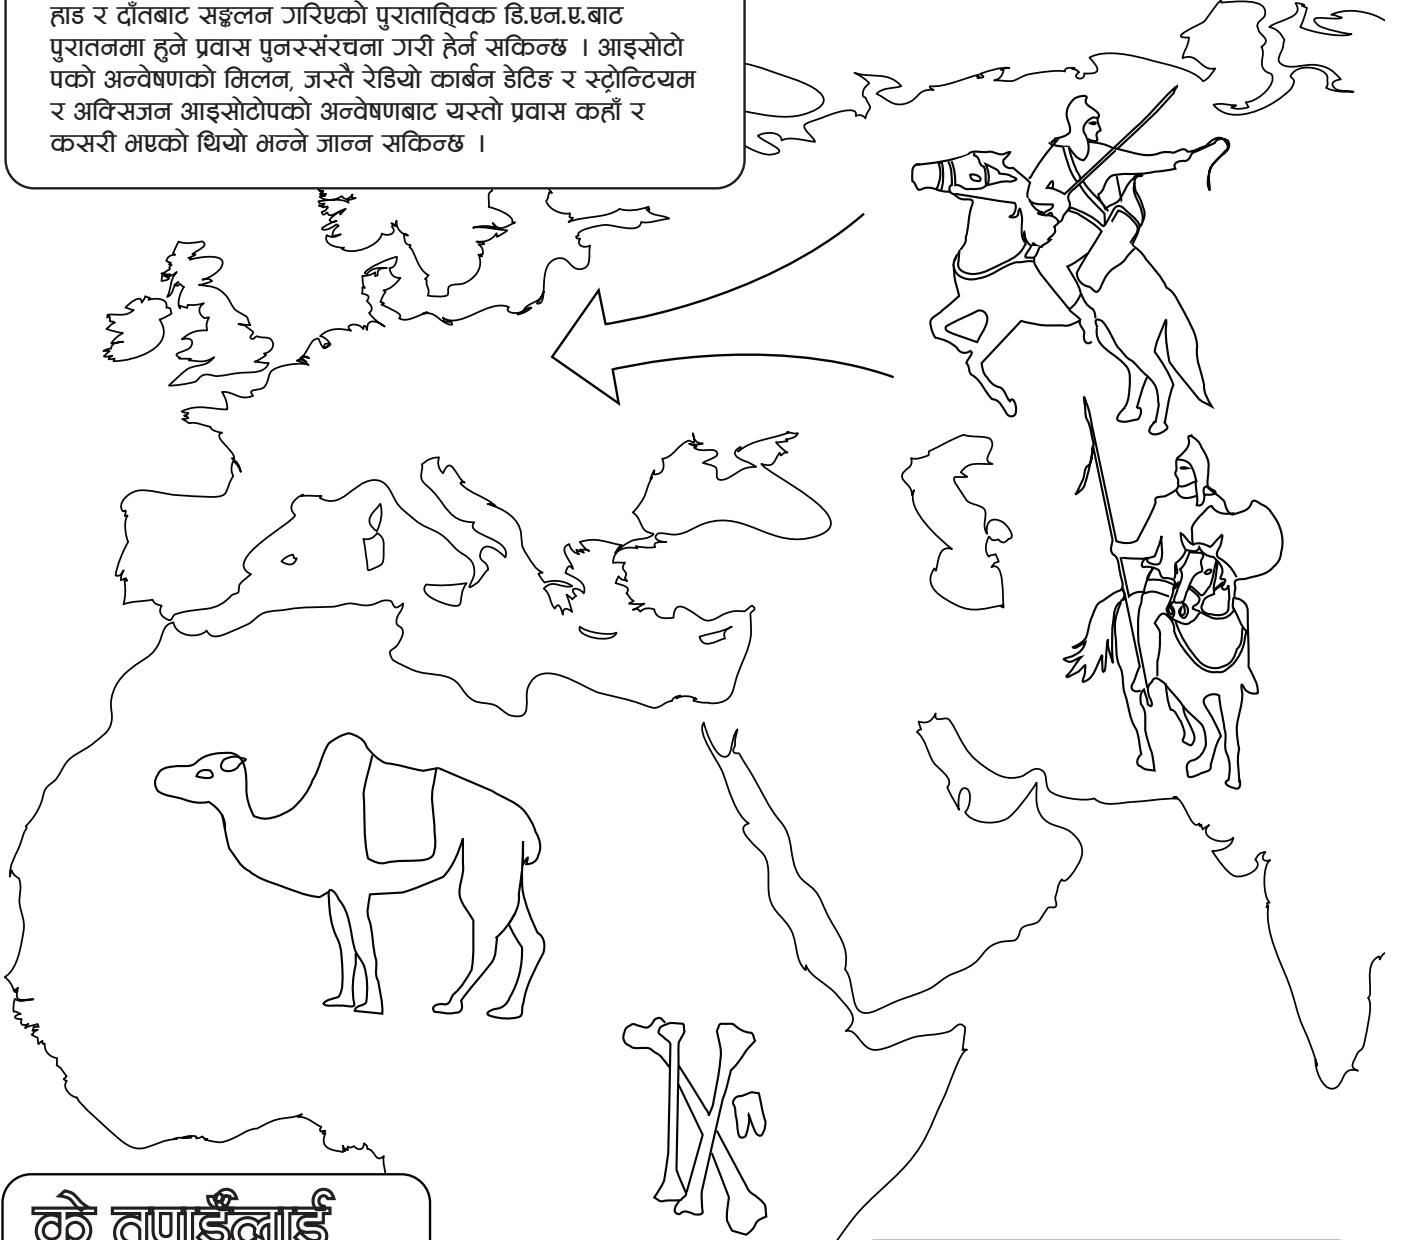 हाड र दाँतबाट सङ्कलन गरिएको पुरातात्विक डि.एन.ए.बाट
पुरातनमा हुने प्रवास पुनस्संरचना गरी हेर्न सकिन्छ । आइसोटो
पको अन्वेषणको मिलन, जस्तै रेडियो कार्बन डेटिङ र स्ट्रोन्टियम
र अक्सिजन आइसोटोपको अन्वेषणबाट यस्तो प्रवास कहाँ र
कसरी भएको थियो भन्ने जान्न सकिन्छ ।
के तपाईँलाई